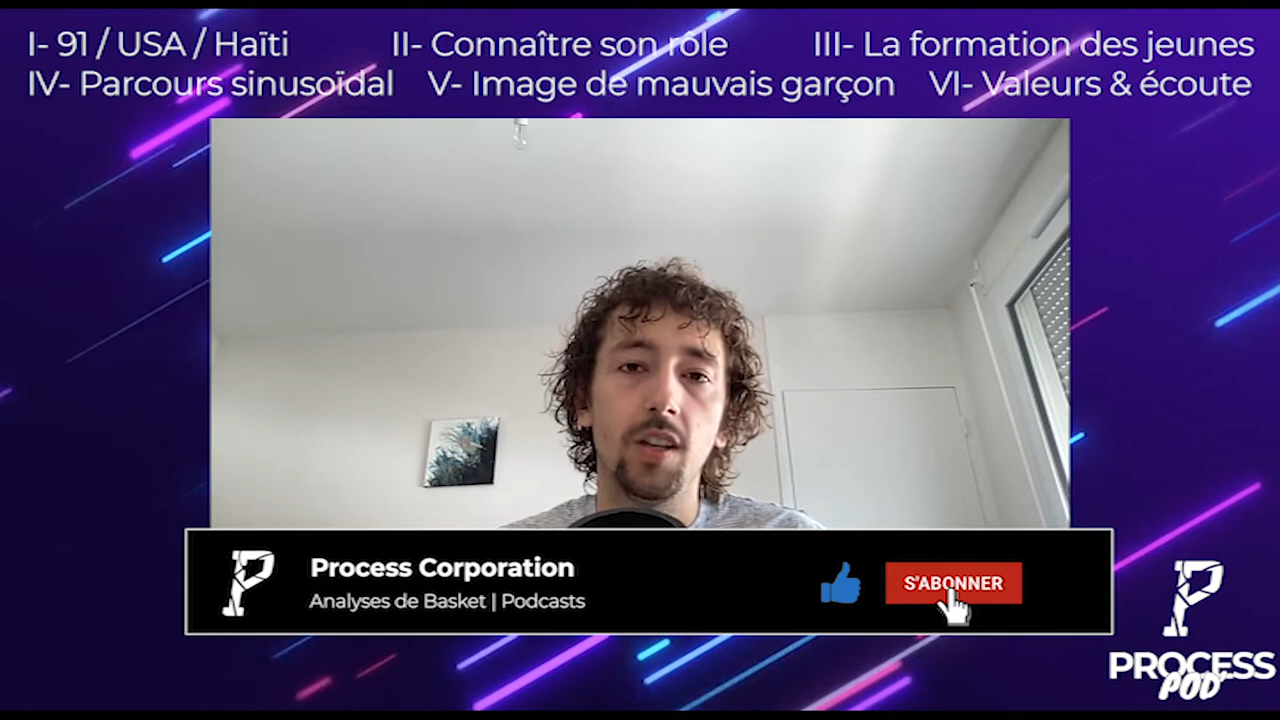 I- 91 / USA / Haïti II- Connaître son rôle III- La formation des jeunes
IV- Parcours sinusoïdal V- Image de mauvais garçon VI- Valeurs & écoute
Process Corporation
Analyses de Basket | Podcasts
S'ABONNER
PROCESS
POD'